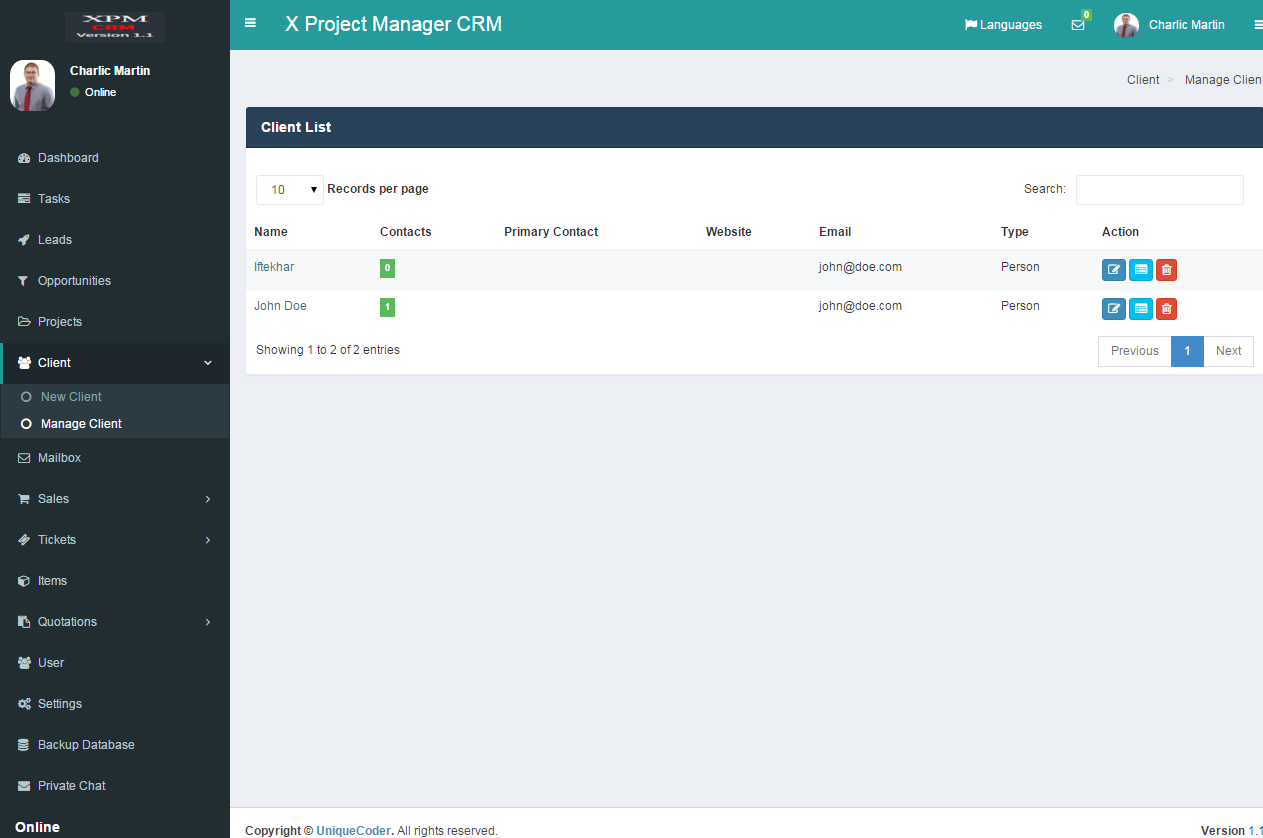 XPM
CRM
Version 1.1
X Project Manager CRM
Languages
0
Charlic Martin
Charlic Martin
Online
Client > Manage Client
Client List
10 Records per page
Search:
Name Contacts Primary Contact Website Email Type Action
Iftekhar 0 john@doe.com Person
John Doe 1 john@doe.com Person
Showing 1 to 2 of 2 entries
Previous 1 Next
Dashboard
Tasks
Leads
Opportunities
Projects
Client
New Client
Manage Client
Mailbox
Sales
Tickets
Items
Quotations
User
Settings
Backup Database
Private Chat
Online
Copyright © UniqueCoder. All rights reserved.
Version 1.1